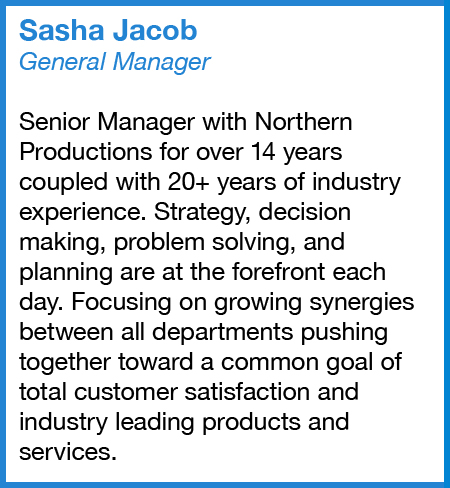 Sasha Jacob
General Manager
Senior Manager with Northern
Productions for over 14 years
coupled with 20+ years of industry
experience. Strategy, decision
making, problem solving, and
planning are at the forefront each
day. Focusing on growing synergies
between all departments pushing
together toward a common goal of
total customer satisfaction and
industry leading products and
services.